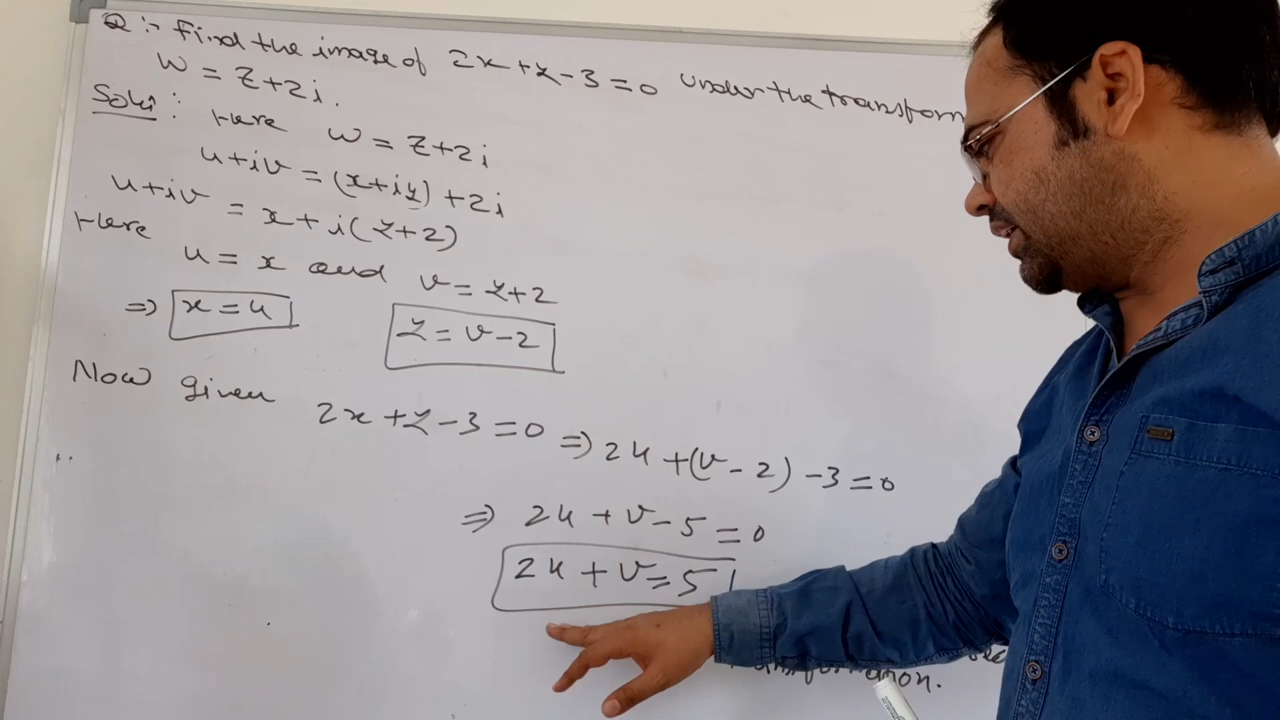 Q:- Find the image of 2x+y-3=0 under the transform
w = z+2i.
Soln: Here w = z+2i
u+iv = (x+iy)+2i
u+iv = x+i(y+2)
Here u = x and v = y+2
=> x = u y = v-2
Now given 2x+y-3=0 => 2u+(v-2)-3=0
=> 2u+v-5=0
2u+v=5